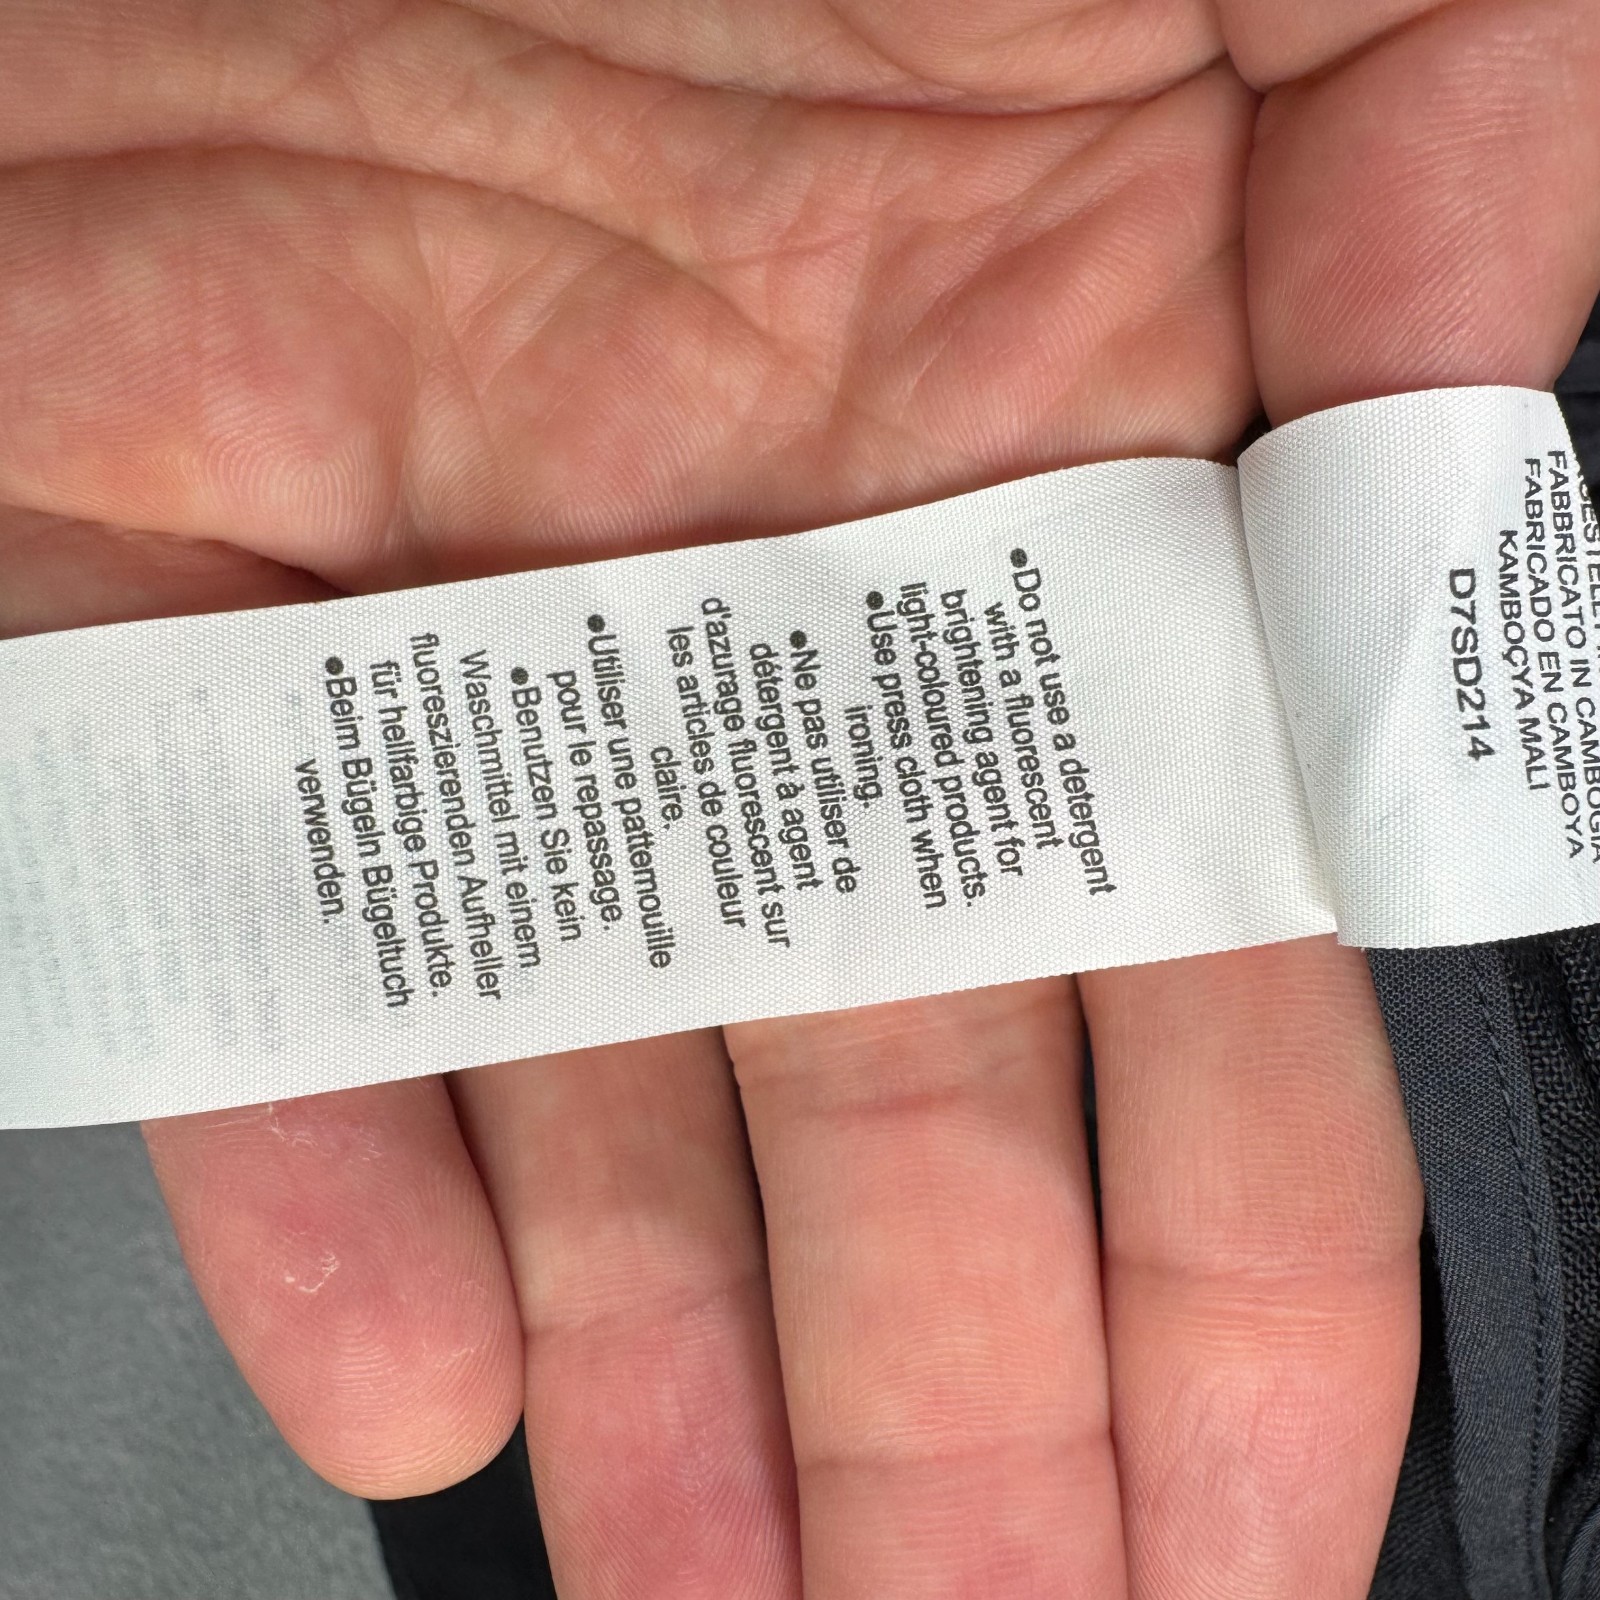 FABBRICATO IN CAMBOGIA
FABRICADO EN CAMBOYA
KAMBOÇYA MALI
D7SD214
●Do not use a detergent
with a fluorescent
brightening agent for
light-coloured products.
●Use press cloth when
ironing.
●Ne pas utiliser de
détergent à agent
d'azurage fluorescent sur
les articles de couleur
claire.
●Utiliser une pattemouille
pour le repassage.
●Benutzen Sie kein
Waschmittel mit einem
fluoreszierenden Aufheller
für hellfarbige Produkte.
●Beim Bügeln Bügeltuch
verwenden.